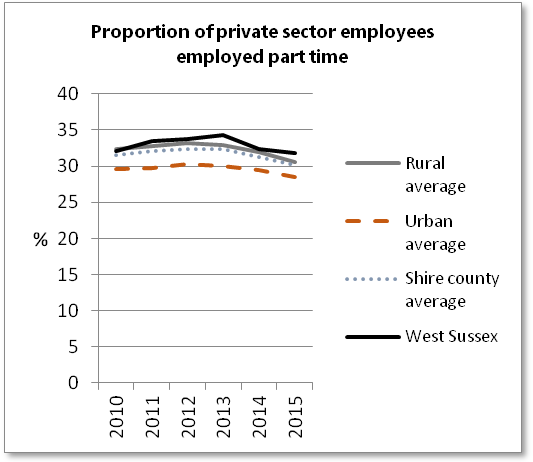 Proportion of private sector employees
employed part time
40
35
30
25
20
15
10
5
0
%
2010
2011
2012
2013
2014
2015
Rural
average
Urban
average
Shire county
average
West Sussex